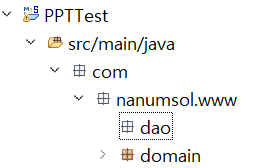 PPTTest
src/main/java
com
nanumsol.www
dao
domain